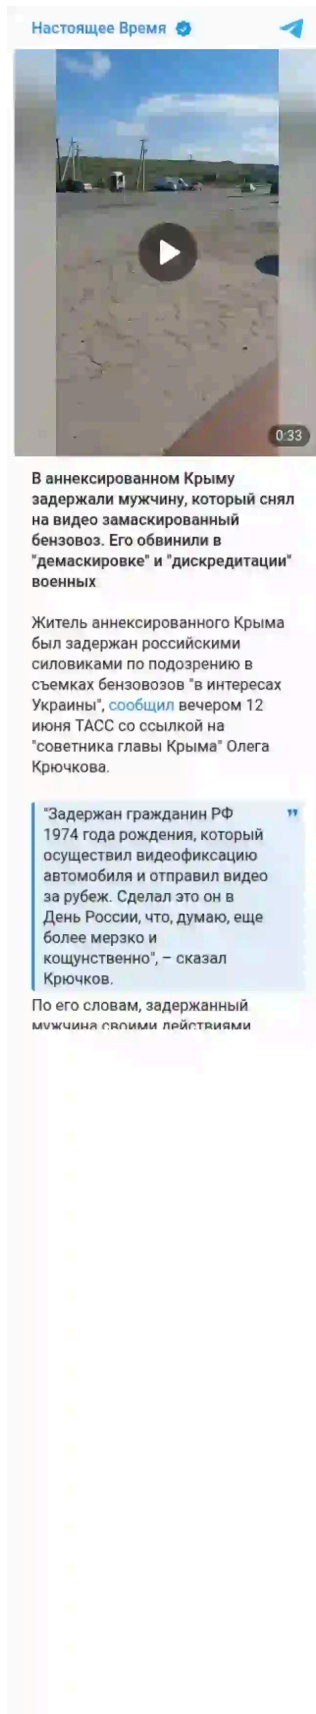 Настоящее Время
0:33
В аннексированном Крыму
задержали мужчину, который снял
на видео замаскированный
бензовоз. Его обвинили в
"демаскировке" и "дискредитации"
военных
Житель аннексированного Крыма
был задержан российскими
силовиками по подозрению в
съемках бензовозов "в интересах
Украины", сообщил вечером 12
июня ТАСС со ссылкой на
"советника главы Крыма" Олега
Крючкова.
"Задержан гражданин РФ
1974 года рождения, который
осуществил видеофиксацию
автомобиля и отправил видео
за рубеж. Сделал это он в
День России, что, думаю, еще
более мерзко и
кощунственно", – сказал
Крючков.
По его словам, задержанный
мужчина своими действиями